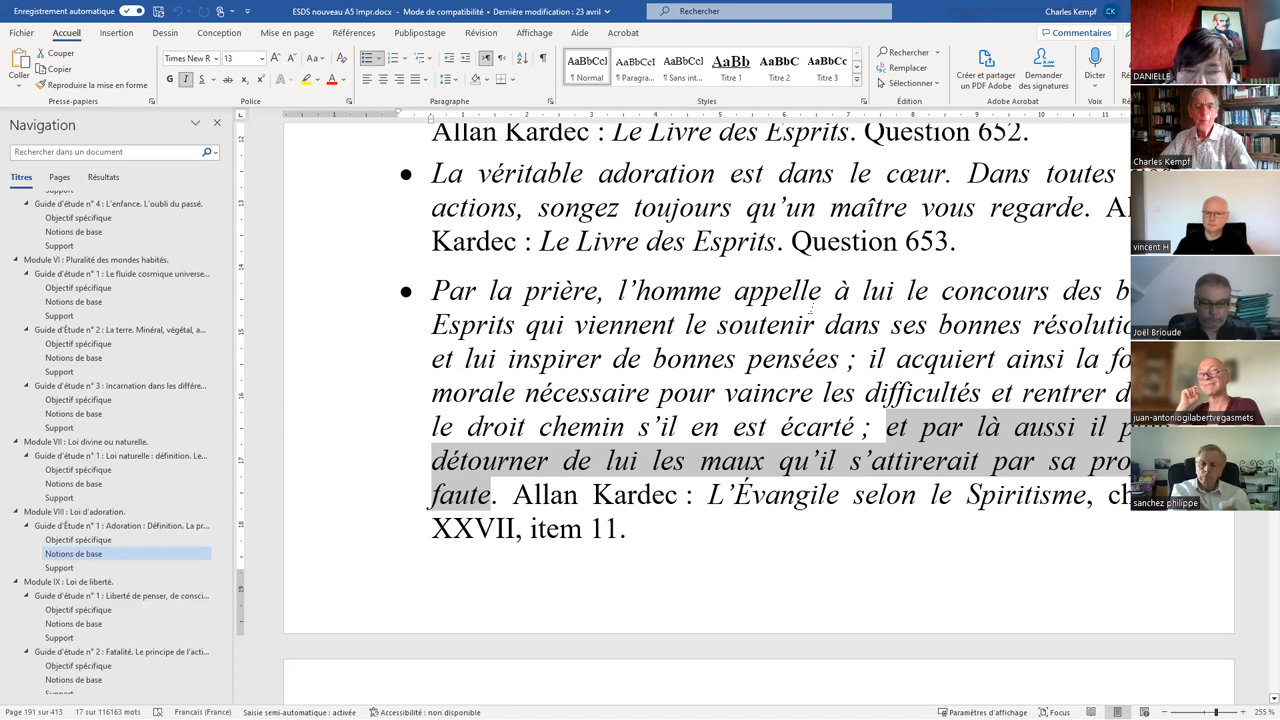 Enregistrement automatique
ESDS nouveau A5 Impr.docx - Mode de compatibilité • Dernière modification : 23 avril
Rechercher
Charles Kempf
CK
Fichier Accueil Insertion Dessin Conception Mise en page Références Publipostage Révision Affichage Aide Acrobat
Commentaires
Coller
Couper
Copier
Reproduire la mise en forme
Presse-papiers
Times New R
13
Police
Paragraphe
AaBbCcI AaBbCcI AaBbCcI AaBb AaBbC AaBbCc
¶ Normal ¶ Paragra... ¶ Sans int... Titre 1 Titre 2 Titre 3
Styles
Rechercher
Remplacer
Sélectionner
Édition
Créer et partager un PDF Adobe
Demander des signatures
Adobe Acrobat
Dicter
Voix
Navigation
Rechercher dans un document
Titres Pages Résultats
Support
Guide d'étude n° 4 : L'enfance. L'oubli du passé.
Objectif spécifique
Notions de base
Support
Module VI : Pluralité des mondes habités.
Guide d'étude n° 1 : Le fluide cosmique universe...
Objectif spécifique
Notions de base
Support
Guide d'étude n° 2 : La terre. Minéral, végétal, a...
Objectif spécifique
Notions de base
Support
Guide d'étude n° 3 : Incarnation dans les différe...
Objectif spécifique
Notions de base
Support
Module VII : Loi divine ou naturelle.
Guide d'étude n° 1 : Loi naturelle : définition. Le...
Objectif spécifique
Notions de base
Support
Module VIII : Loi d'adoration.
Guide d'Étude n° 1 : Adoration : Définition. La pr...
Objectif spécifique
Notions de base
Support
Module IX : Loi de liberté.
Guide d'étude n° 1 : Liberté de penser, de consci...
Objectif spécifique
Notions de base
Support
Guide d'étude n° 2 : Fatalité. Le principe de l'acti...
Objectif spécifique
Notions de base
Allan Kardec : Le Livre des Esprits. Question 652.
● La véritable adoration est dans le cœur. Dans toutes
actions, songez toujours qu'un maître vous regarde. Al
Kardec : Le Livre des Esprits. Question 653.
● Par la prière, l'homme appelle à lui le concours des b
Esprits qui viennent le soutenir dans ses bonnes résolutio
et lui inspirer de bonnes pensées ; il acquiert ainsi la fo
morale nécessaire pour vaincre les difficultés et rentrer d
le droit chemin s'il en est écarté ; et par là aussi il p
détourner de lui les maux qu'il s'attirerait par sa pro
faute. Allan Kardec : L'Évangile selon le Spiritisme, ch
XXVII, item 11.
DANIELLE
Charles Kempf
vincent H
Joël Brioude
juan-antoniogilabertvegasmets
sanchez philippe
Page 191 sur 413 17 sur 116163 mots Français (France) Saisie semi-automatique : activée Accessibilité : non disponible
Paramètres d'affichage Focus 255 %